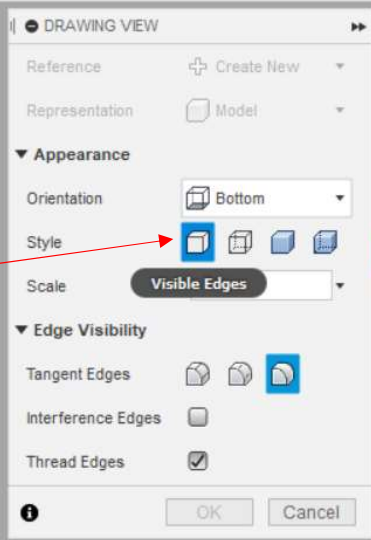 DRAWING VIEW
Reference Create New
Representation Model
Appearance
Orientation Bottom
Style
Scale Visible Edges
Edge Visibility
Tangent Edges
Interference Edges
Thread Edges
OK Cancel